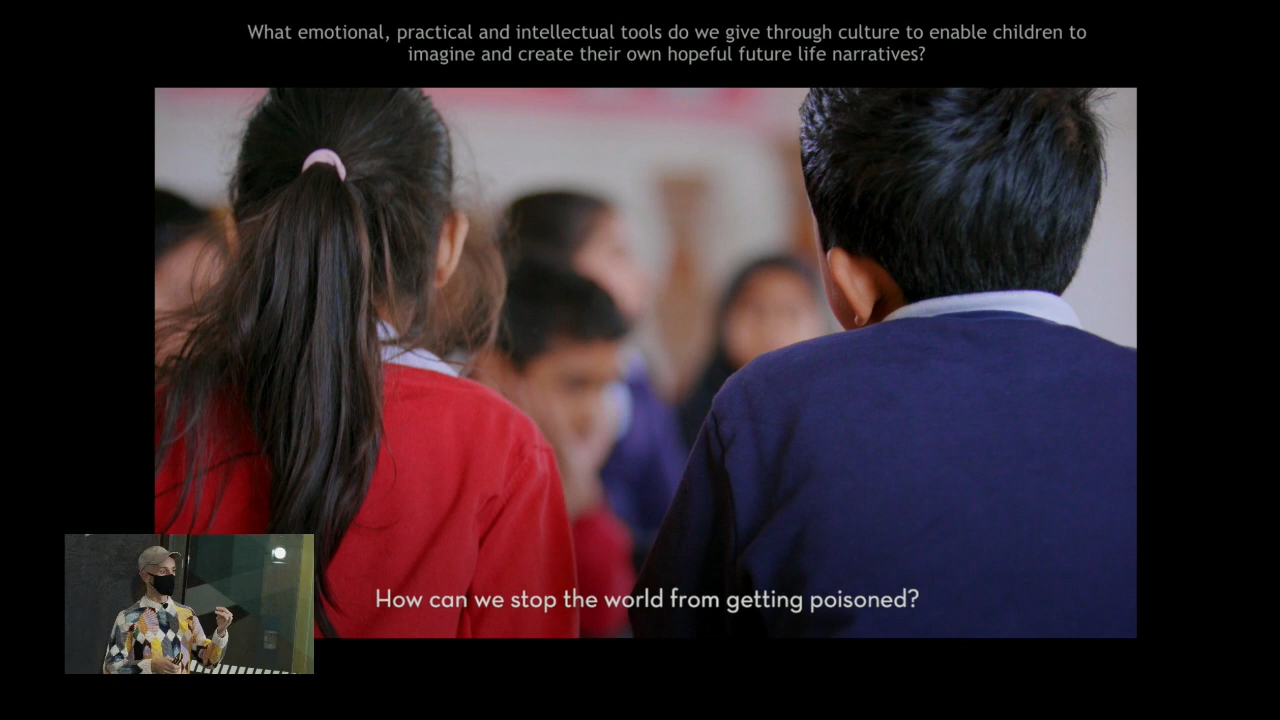 What emotional, practical and intellectual tools do we give through culture to enable children to
imagine and create their own hopeful future life narratives?
How can we stop the world from getting poisoned?